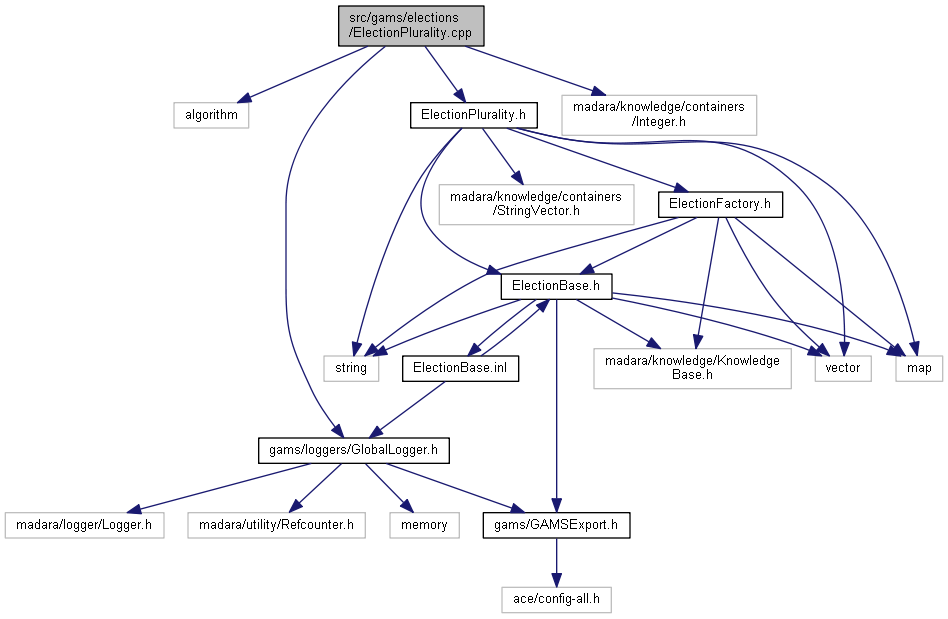 src/gams/elections
/ElectionPlurality.cpp
algorithm
ElectionPlurality.h
madara/knowledge/containers
/Integer.h
madara/knowledge/containers
/StringVector.h
ElectionFactory.h
ElectionBase.h
string
ElectionBase.inl
madara/knowledge/Knowledge
Base.h
vector
map
gams/loggers/GlobalLogger.h
madara/logger/Logger.h
madara/utility/Refcounter.h
memory
gams/GAMSExport.h
ace/config-all.h